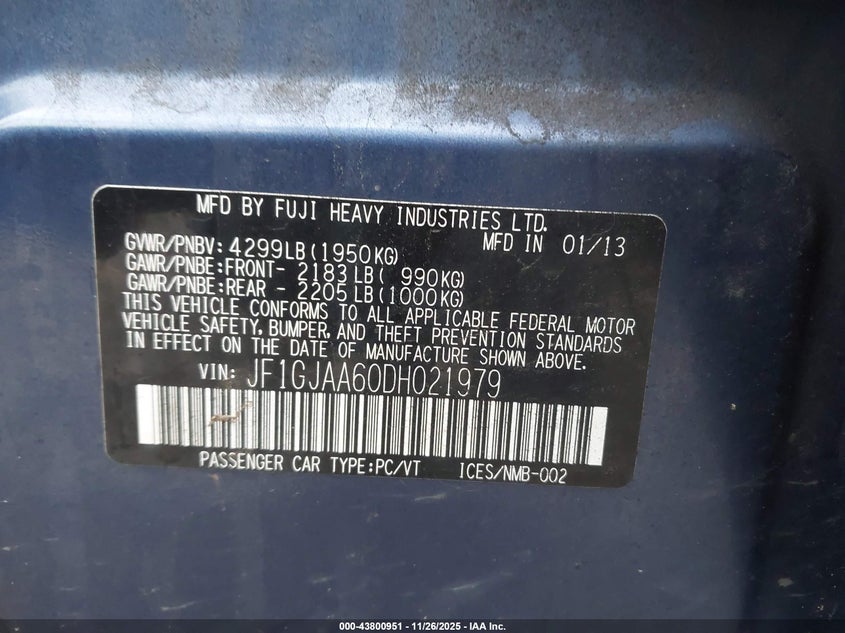 MFD BY FUJI HEAVY INDUSTRIES LTD.
GVWR/PNBV: 4299LB(1950KG) MFD IN 01/13
GAWR/PNBE:FRONT- 2183LB( 990KG)
GAWR/PNBE:REAR - 2205LB(1000KG)
THIS VEHICLE CONFORMS TO ALL APPLICABLE FEDERAL MOTOR
VEHICLE SAFETY, BUMPER, AND THEFT PREVENTION STANDARDS
IN EFFECT ON THE DATE OF MANUFACTURE SHOWN ABOVE.
VIN: JF1GJAA60DH021979
PASSENGER CAR TYPE:PC/VT ICES/NMB-002
000-43800951 - 11/26/2025 - IAA Inc.